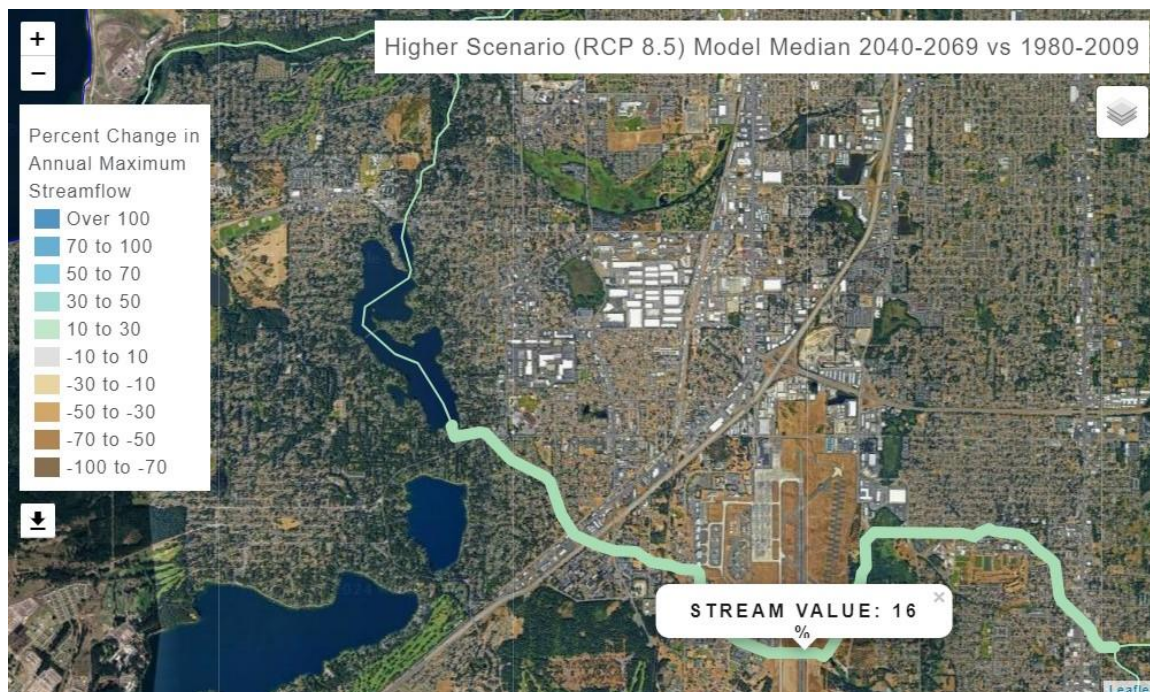 +
Higher Scenario (RCP 8.5) Model Median 2040-2069 vs 1980-2009
−
Percent Change in
Annual Maximum
Streamflow
Over 100
70 to 100
50 to 70
30 to 50
10 to 30
-10 to 10
-30 to -10
-50 to -30
-70 to -50
-100 to -70
×
STREAM VALUE: 16
%
Leafle